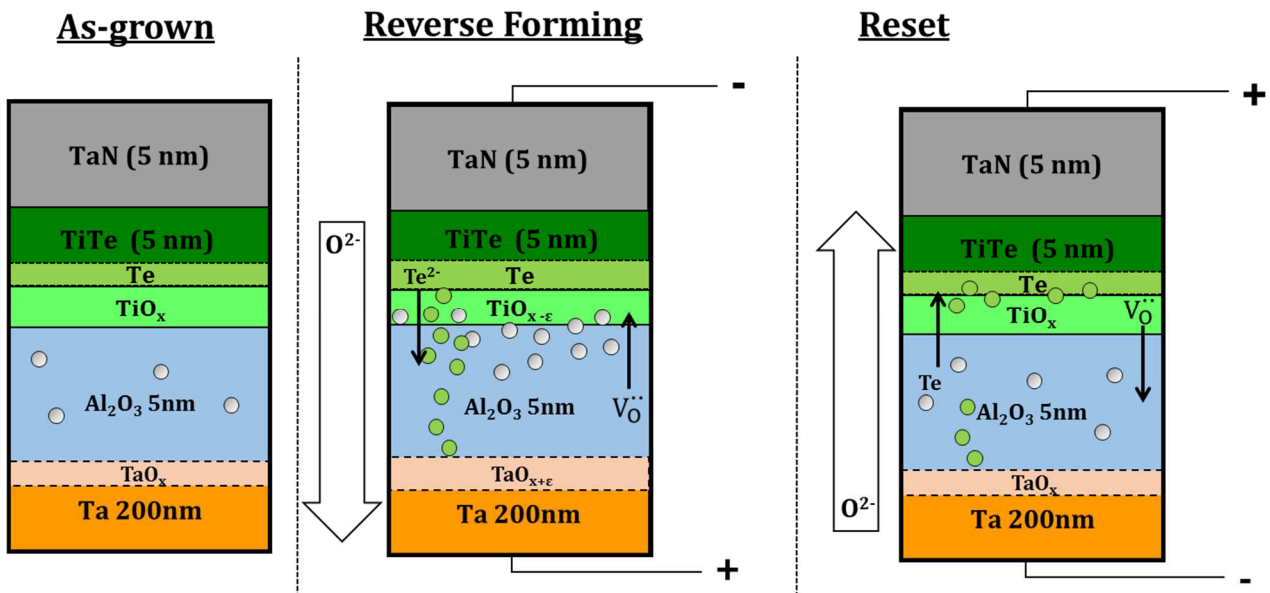 As-grown
TaN (5 nm)
TiTe (5 nm)
Te
TiOₓ
Al₂O₃ 5nm
TaOₓ
Ta 200nm
Reverse Forming
-
O²⁻
TaN (5 nm)
TiTe (5 nm)
Te²⁻
Te
TiOₓ₋ε
Al₂O₃ 5nm
V_O^••
TaOₓ₊ε
Ta 200nm
+
Reset
+
TaN (5 nm)
TiTe (5 nm)
Te
TiOₓ
V_O^••
Te
Al₂O₃ 5nm
O²⁻
TaOₓ
Ta 200nm
-